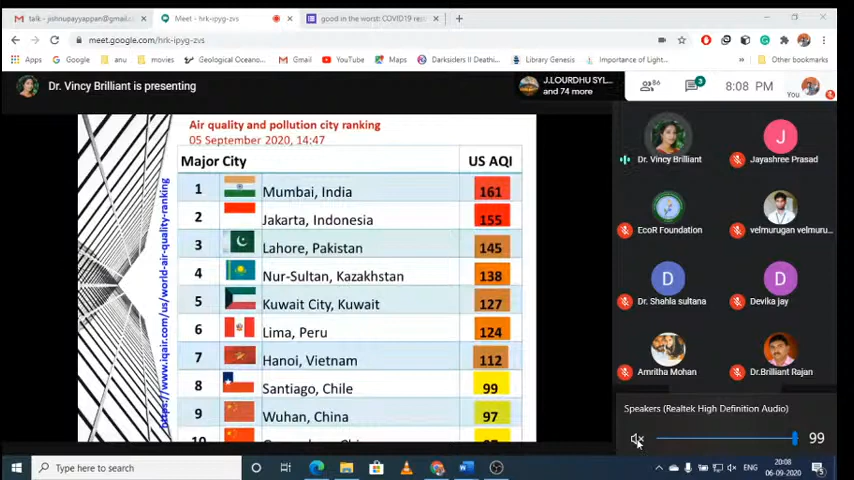 talk - jishnupayyappan@gmail
Meet - hrk-ipyg-zvs
good in the worst: COVID19 res
meet.google.com/hrk-ipyg-zvs
Apps
Google
anu
movies
Geological Oceano...
Gmail
YouTube
Maps
Darksiders II Deathi...
Library Genesis
Importance of Light...
Other bookmarks
Dr. Vincy Brilliant is presenting
J.LOURDHU SYL...
and 74 more
86
3
8:08 PM
You
Air quality and pollution city ranking
05 September 2020, 14:47
Major City US AQI
1 Mumbai, India 161
2 Jakarta, Indonesia 155
3 Lahore, Pakistan 145
4 Nur-Sultan, Kazakhstan 138
5 Kuwait City, Kuwait 127
6 Lima, Peru 124
7 Hanoi, Vietnam 112
8 Santiago, Chile 99
9 Wuhan, China 97
10
https://www.iqair.com/us/world-air-quality-ranking
Dr. Vincy Brilliant
J
Jayashree Prasad
EcoR Foundation
velmurugan velmuru...
D
Dr. Shahla sultana
D
Devika jay
Amritha Mohan
Dr.Brilliant Rajan
Speakers (Realtek High Definition Audio)
99
Type here to search
ENG
20:08
06-09-2020
5